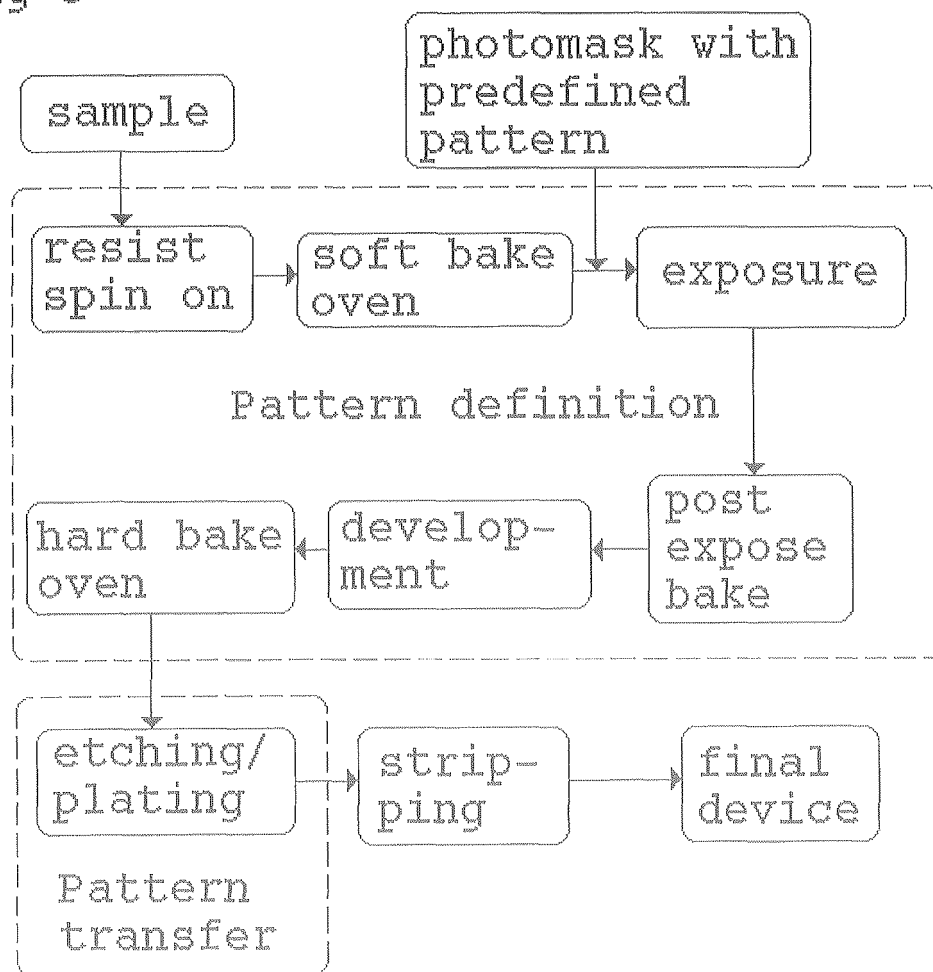 sample
photomask with
predefined
pattern
resist
spin on
soft bake
oven
exposure
Pattern definition
hard bake
oven
develop-
ment
post
expose
bake
etching/
plating
strip-
ping
final
device
Pattern
transfer